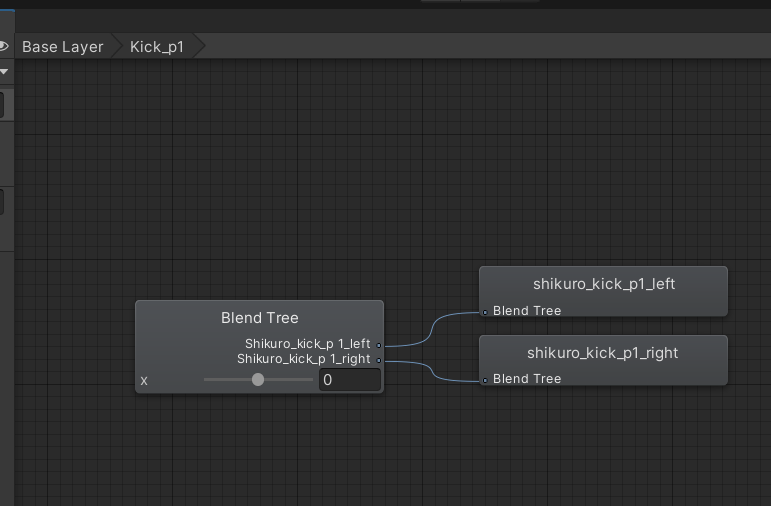 Base Layer
Kick_p1
shikuro_kick_p1_left
Blend Tree
Blend Tree
Shikuro_kick_p 1_left
Shikuro_kick_p 1_right
x
0
shikuro_kick_p1_right
Blend Tree